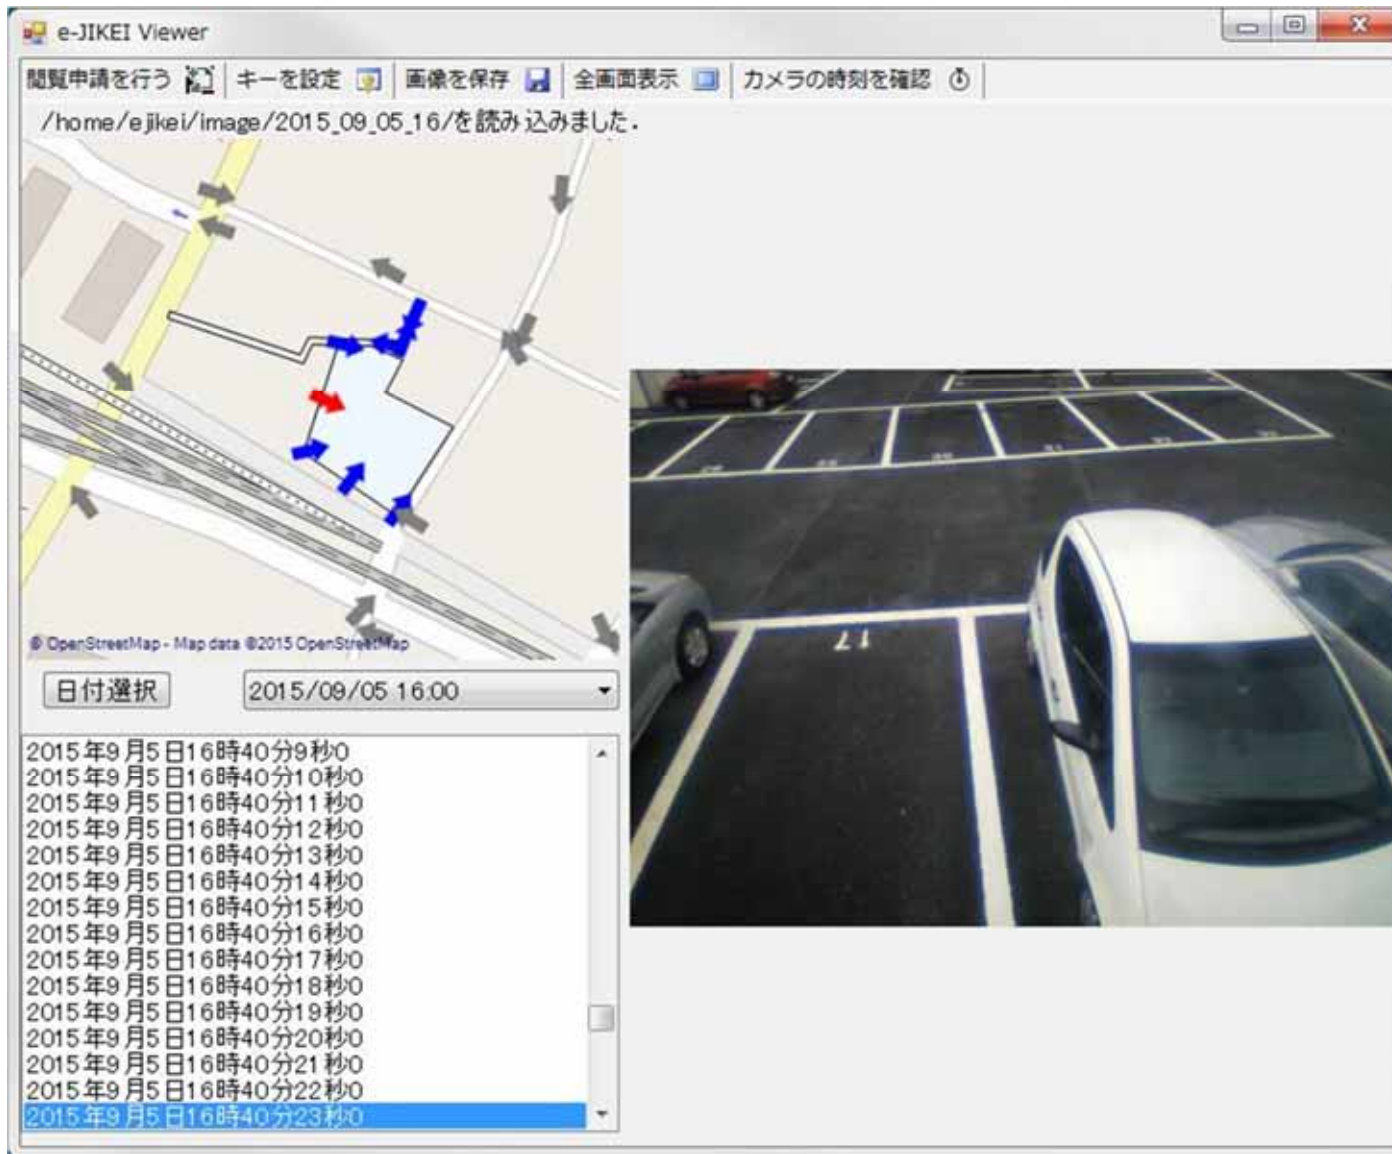 e-JIKEI Viewer
閲覧申請を行う キーを設定 画像を保存 全画面表示 カメラの時刻を確認
/home/ejikei/image/2015_09_05_16/を読み込みました.
© OpenStreetMap - Map data ©2015 OpenStreetMap
日付選択 2015/09/05 16:00
2015年9月5日16時40分9秒0
2015年9月5日16時40分10秒0
2015年9月5日16時40分11秒0
2015年9月5日16時40分12秒0
2015年9月5日16時40分13秒0
2015年9月5日16時40分14秒0
2015年9月5日16時40分15秒0
2015年9月5日16時40分16秒0
2015年9月5日16時40分17秒0
2015年9月5日16時40分18秒0
2015年9月5日16時40分19秒0
2015年9月5日16時40分20秒0
2015年9月5日16時40分21秒0
2015年9月5日16時40分22秒0
2015年9月5日16時40分23秒0
17